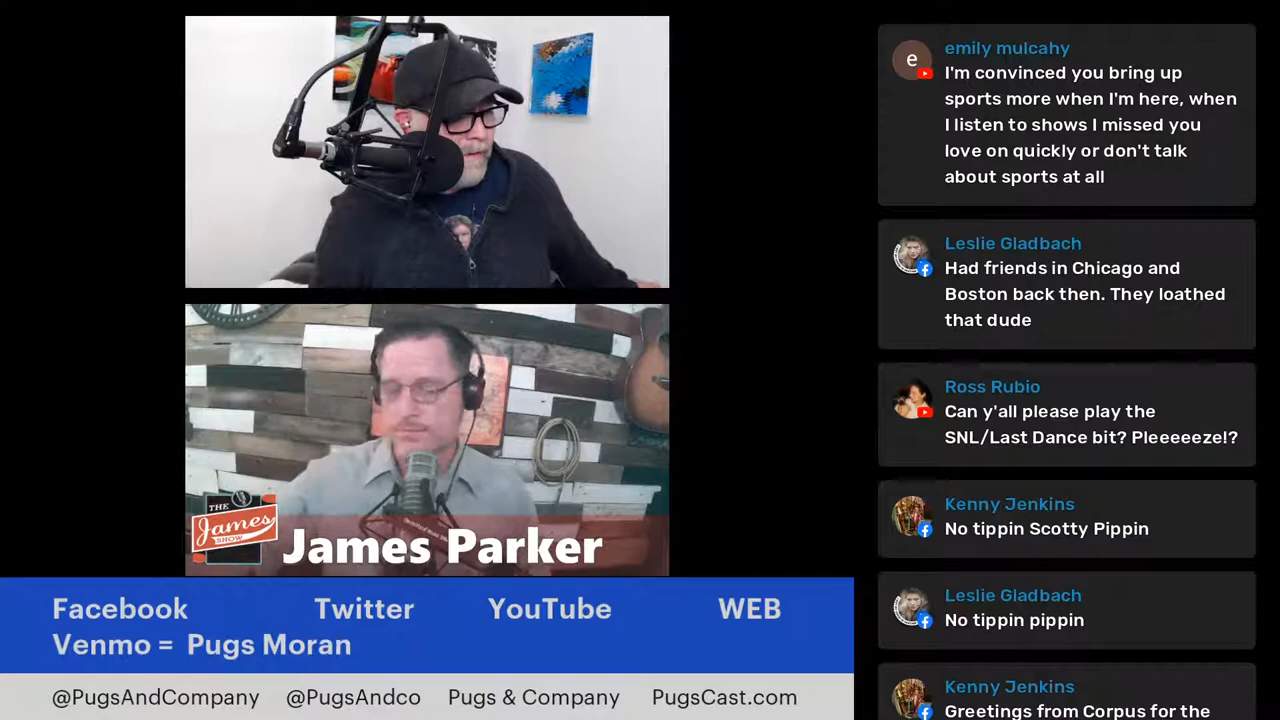 THE
James
SHOW
James Parker
Facebook Twitter YouTube WEB
Venmo = Pugs Moran
@PugsAndCompany @PugsAndco Pugs & Company PugsCast.com
e
emily mulcahy
I'm convinced you bring up
sports more when I'm here, when
I listen to shows I missed you
love on quickly or don't talk
about sports at all
Leslie Gladbach
Had friends in Chicago and
Boston back then. They loathed
that dude
Ross Rubio
Can y'all please play the
SNL/Last Dance bit? Pleeeeeze!?
Kenny Jenkins
No tippin Scotty Pippin
Leslie Gladbach
No tippin pippin
Kenny Jenkins
Greetings from Corpus for the